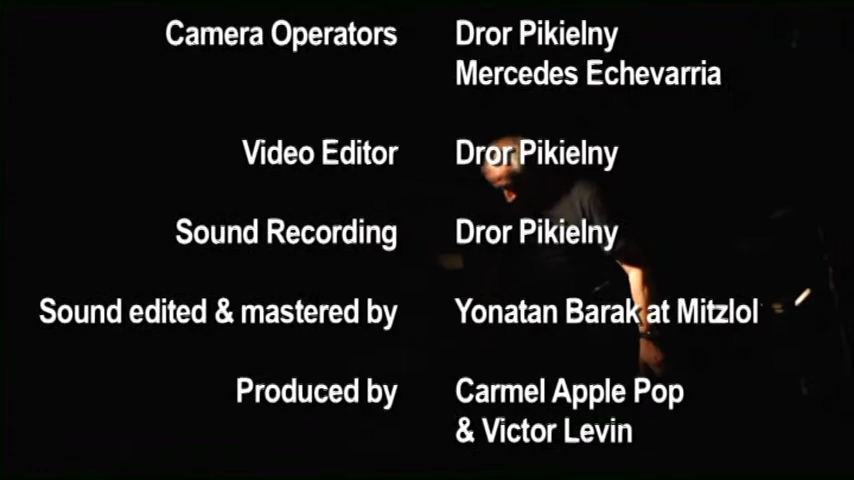 Camera Operators Dror Pikielny
Mercedes Echevarria
Video Editor Dror Pikielny
Sound Recording Dror Pikielny
Sound edited & mastered by Yonatan Barak at Mitzlol
Produced by Carmel Apple Pop
& Victor Levin